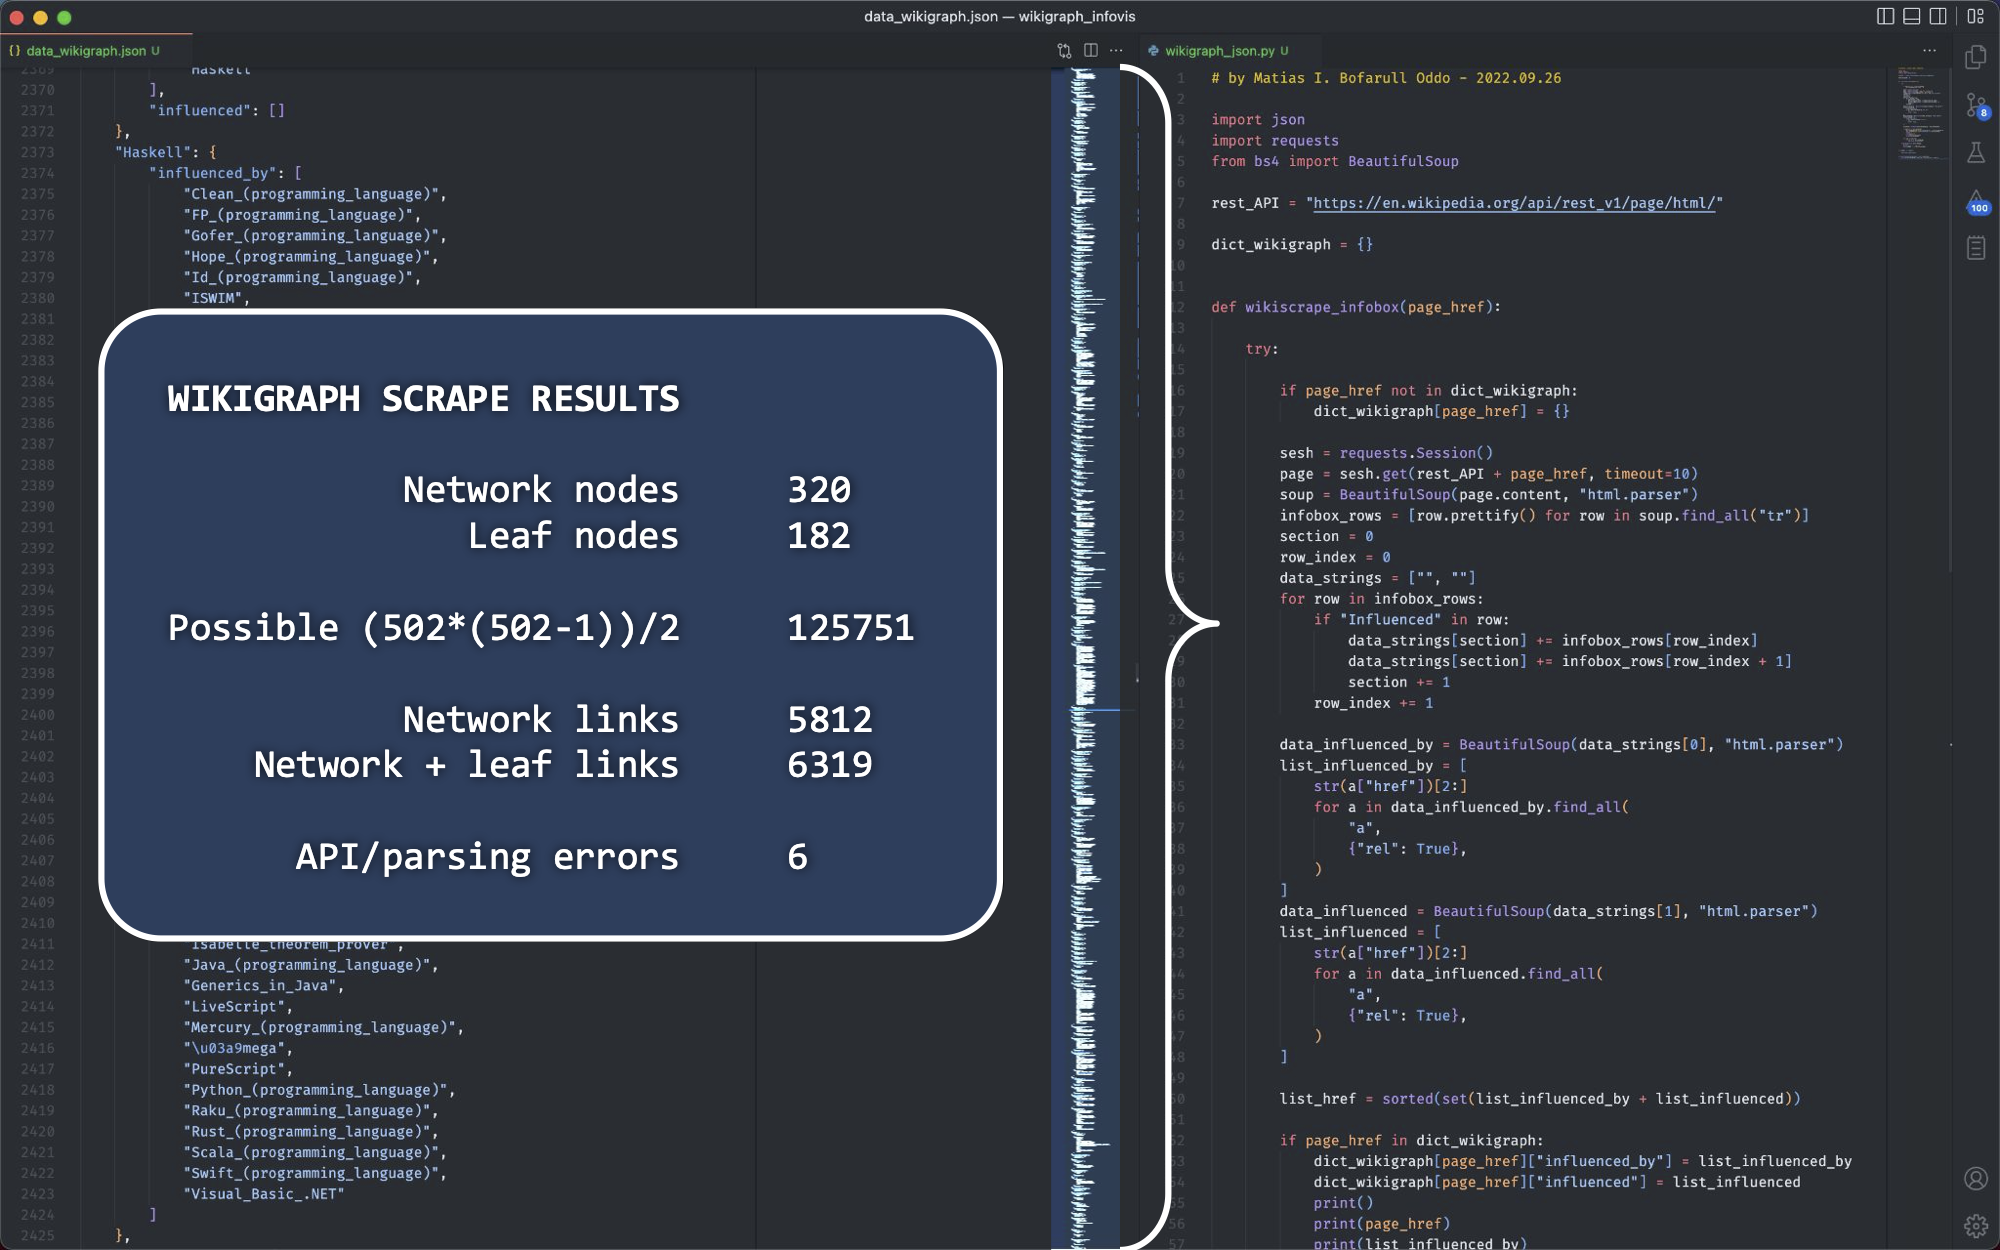 data_wikigraph.json — wikigraph_infovis
{} data_wikigraph.json U
2369 Haskell
2370 ],
2371 "influenced": []
2372 },
2373 "Haskell": {
2374 "influenced_by": [
2375 "Clean_(programming_language)",
2376 "FP_(programming_language)",
2377 "Gofer_(programming_language)",
2378 "Hope_(programming_language)",
2379 "Id_(programming_language)",
2380 "ISWIM",
2381
2382
2383
2384
2385
2386
2387
2388
2389
2390
2391
2392
2393
2394
2395
2396
2397
2398
2399
2400
2401
2402
2403
2404
2405
2406
2407
2408
2409
2410
WIKIGRAPH SCRAPE RESULTS
Network nodes 320
Leaf nodes 182
Possible (502*(502-1))/2 125751
Network links 5812
Network + leaf links 6319
API/parsing errors 6
2411 "Isabelle_theorem_prover",
2412 "Java_(programming_language)",
2413 "Generics_in_Java",
2414 "LiveScript",
2415 "Mercury_(programming_language)",
2416 "\u03a9mega",
2417 "PureScript",
2418 "Python_(programming_language)",
2419 "Raku_(programming_language)",
2420 "Rust_(programming_language)",
2421 "Scala_(programming_language)",
2422 "Swift_(programming_language)",
2423 "Visual_Basic_.NET"
2424 ]
2425 },
wikigraph_json.py U
1 # by Matias I. Bofarull Oddo - 2022.09.26
2
3 import json
4 import requests
5 from bs4 import BeautifulSoup
6
7 rest_API = "https://en.wikipedia.org/api/rest_v1/page/html/"
8
9 dict_wikigraph = {}
10
11
12 def wikiscrape_infobox(page_href):
13
14 try:
15
16 if page_href not in dict_wikigraph:
17 dict_wikigraph[page_href] = {}
18
19 sesh = requests.Session()
20 page = sesh.get(rest_API + page_href, timeout=10)
21 soup = BeautifulSoup(page.content, "html.parser")
22 infobox_rows = [row.prettify() for row in soup.find_all("tr")]
23 section = 0
24 row_index = 0
25 data_strings = ["", ""]
for row in infobox_rows:
27 if "Influenced" in row:
data_strings[section] += infobox_rows[row_index]
29 data_strings[section] += infobox_rows[row_index + 1]
30 section += 1
31 row_index += 1
32
33 data_influenced_by = BeautifulSoup(data_strings[0], "html.parser")
34 list_influenced_by = [
35 str(a["href"])[2:]
36 for a in data_influenced_by.find_all(
37 "a",
38 {"rel": True},
39 )
40 ]
41 data_influenced = BeautifulSoup(data_strings[1], "html.parser")
42 list_influenced = [
43 str(a["href"])[2:]
44 for a in data_influenced.find_all(
45 "a",
46 {"rel": True},
47 )
48 ]
49
50 list_href = sorted(set(list_influenced_by + list_influenced))
51
52 if page_href in dict_wikigraph:
53 dict_wikigraph[page_href]["influenced_by"] = list_influenced_by
54 dict_wikigraph[page_href]["influenced"] = list_influenced
55 print()
56 print(page_href)
57 print(list_influenced_by)
8
100